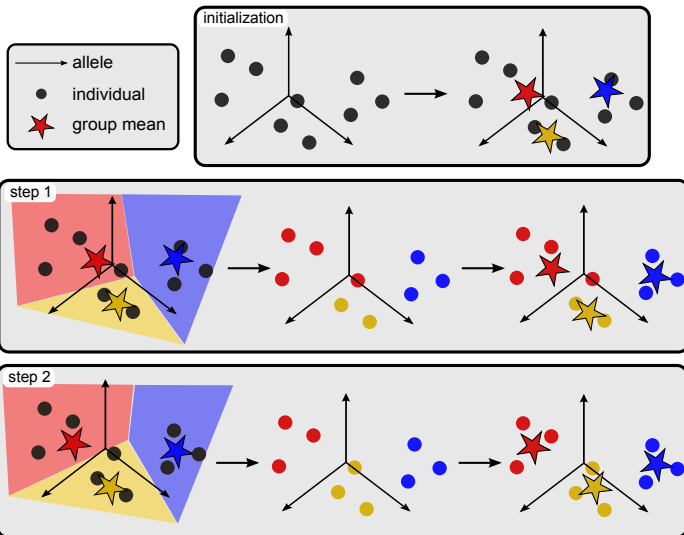 initialization
allele
individual
group mean
step 1
step 2